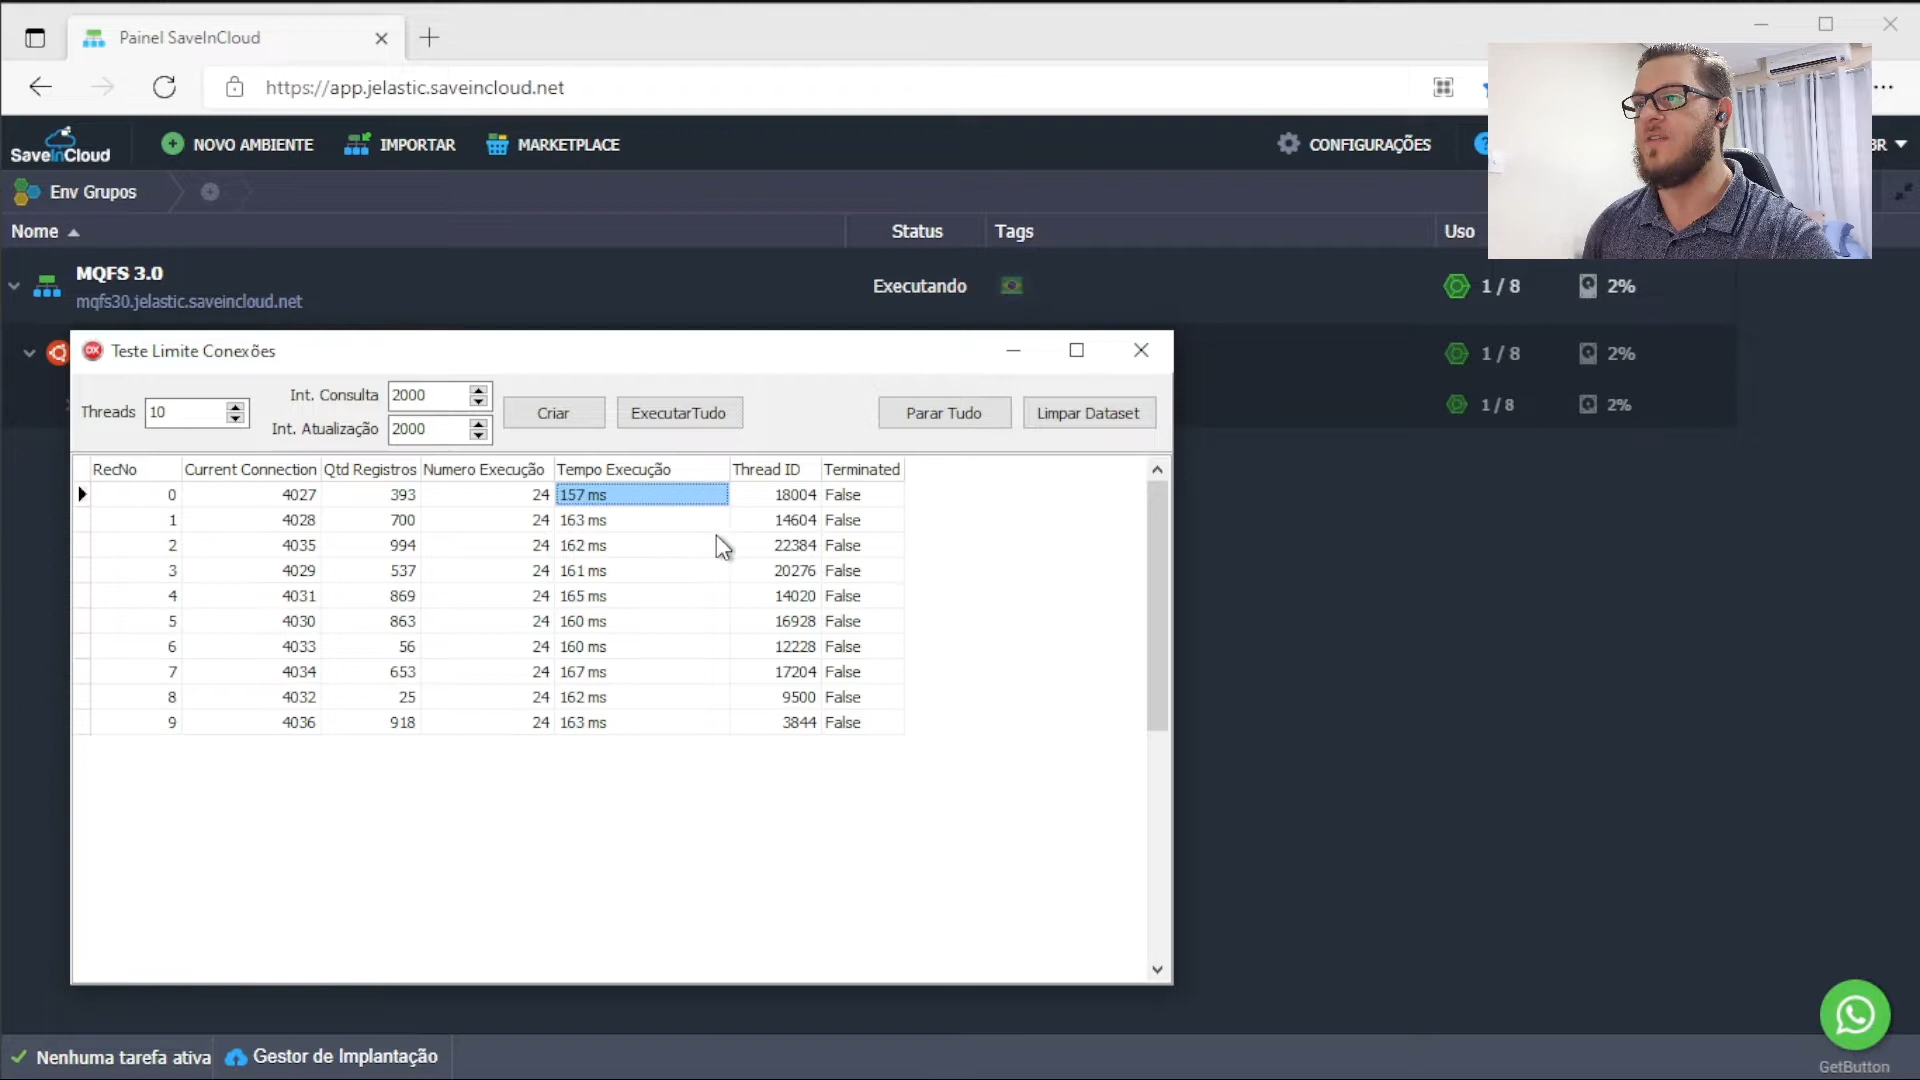 Painel SaveInCloud
https://app.jelastic.saveincloud.net
SaveInCloud
NOVO AMBIENTE
IMPORTAR
MARKETPLACE
CONFIGURAÇÕES
BR
Env Grupos
Nome Status Tags Uso
MQFS 3.0
mqfs30.jelastic.saveincloud.net
Executando
1 / 8 2%
1 / 8 2%
1 / 8 2%
Teste Limite Conexões
Threads 10
Int. Consulta 2000
Int. Atualização 2000
Criar
ExecutarTudo
Parar Tudo
Limpar Dataset
RecNo Current Connection Qtd Registros Numero Execução Tempo Execução Thread ID Terminated
0 4027 393 24 157 ms 18004 False
1 4028 700 24 163 ms 14604 False
2 4035 994 24 162 ms 22384 False
3 4029 537 24 161 ms 20276 False
4 4031 869 24 165 ms 14020 False
5 4030 863 24 160 ms 16928 False
6 4033 56 24 160 ms 12228 False
7 4034 653 24 167 ms 17204 False
8 4032 25 24 162 ms 9500 False
9 4036 918 24 163 ms 3844 False
Nenhuma tarefa ativa
Gestor de Implantação
GetButton